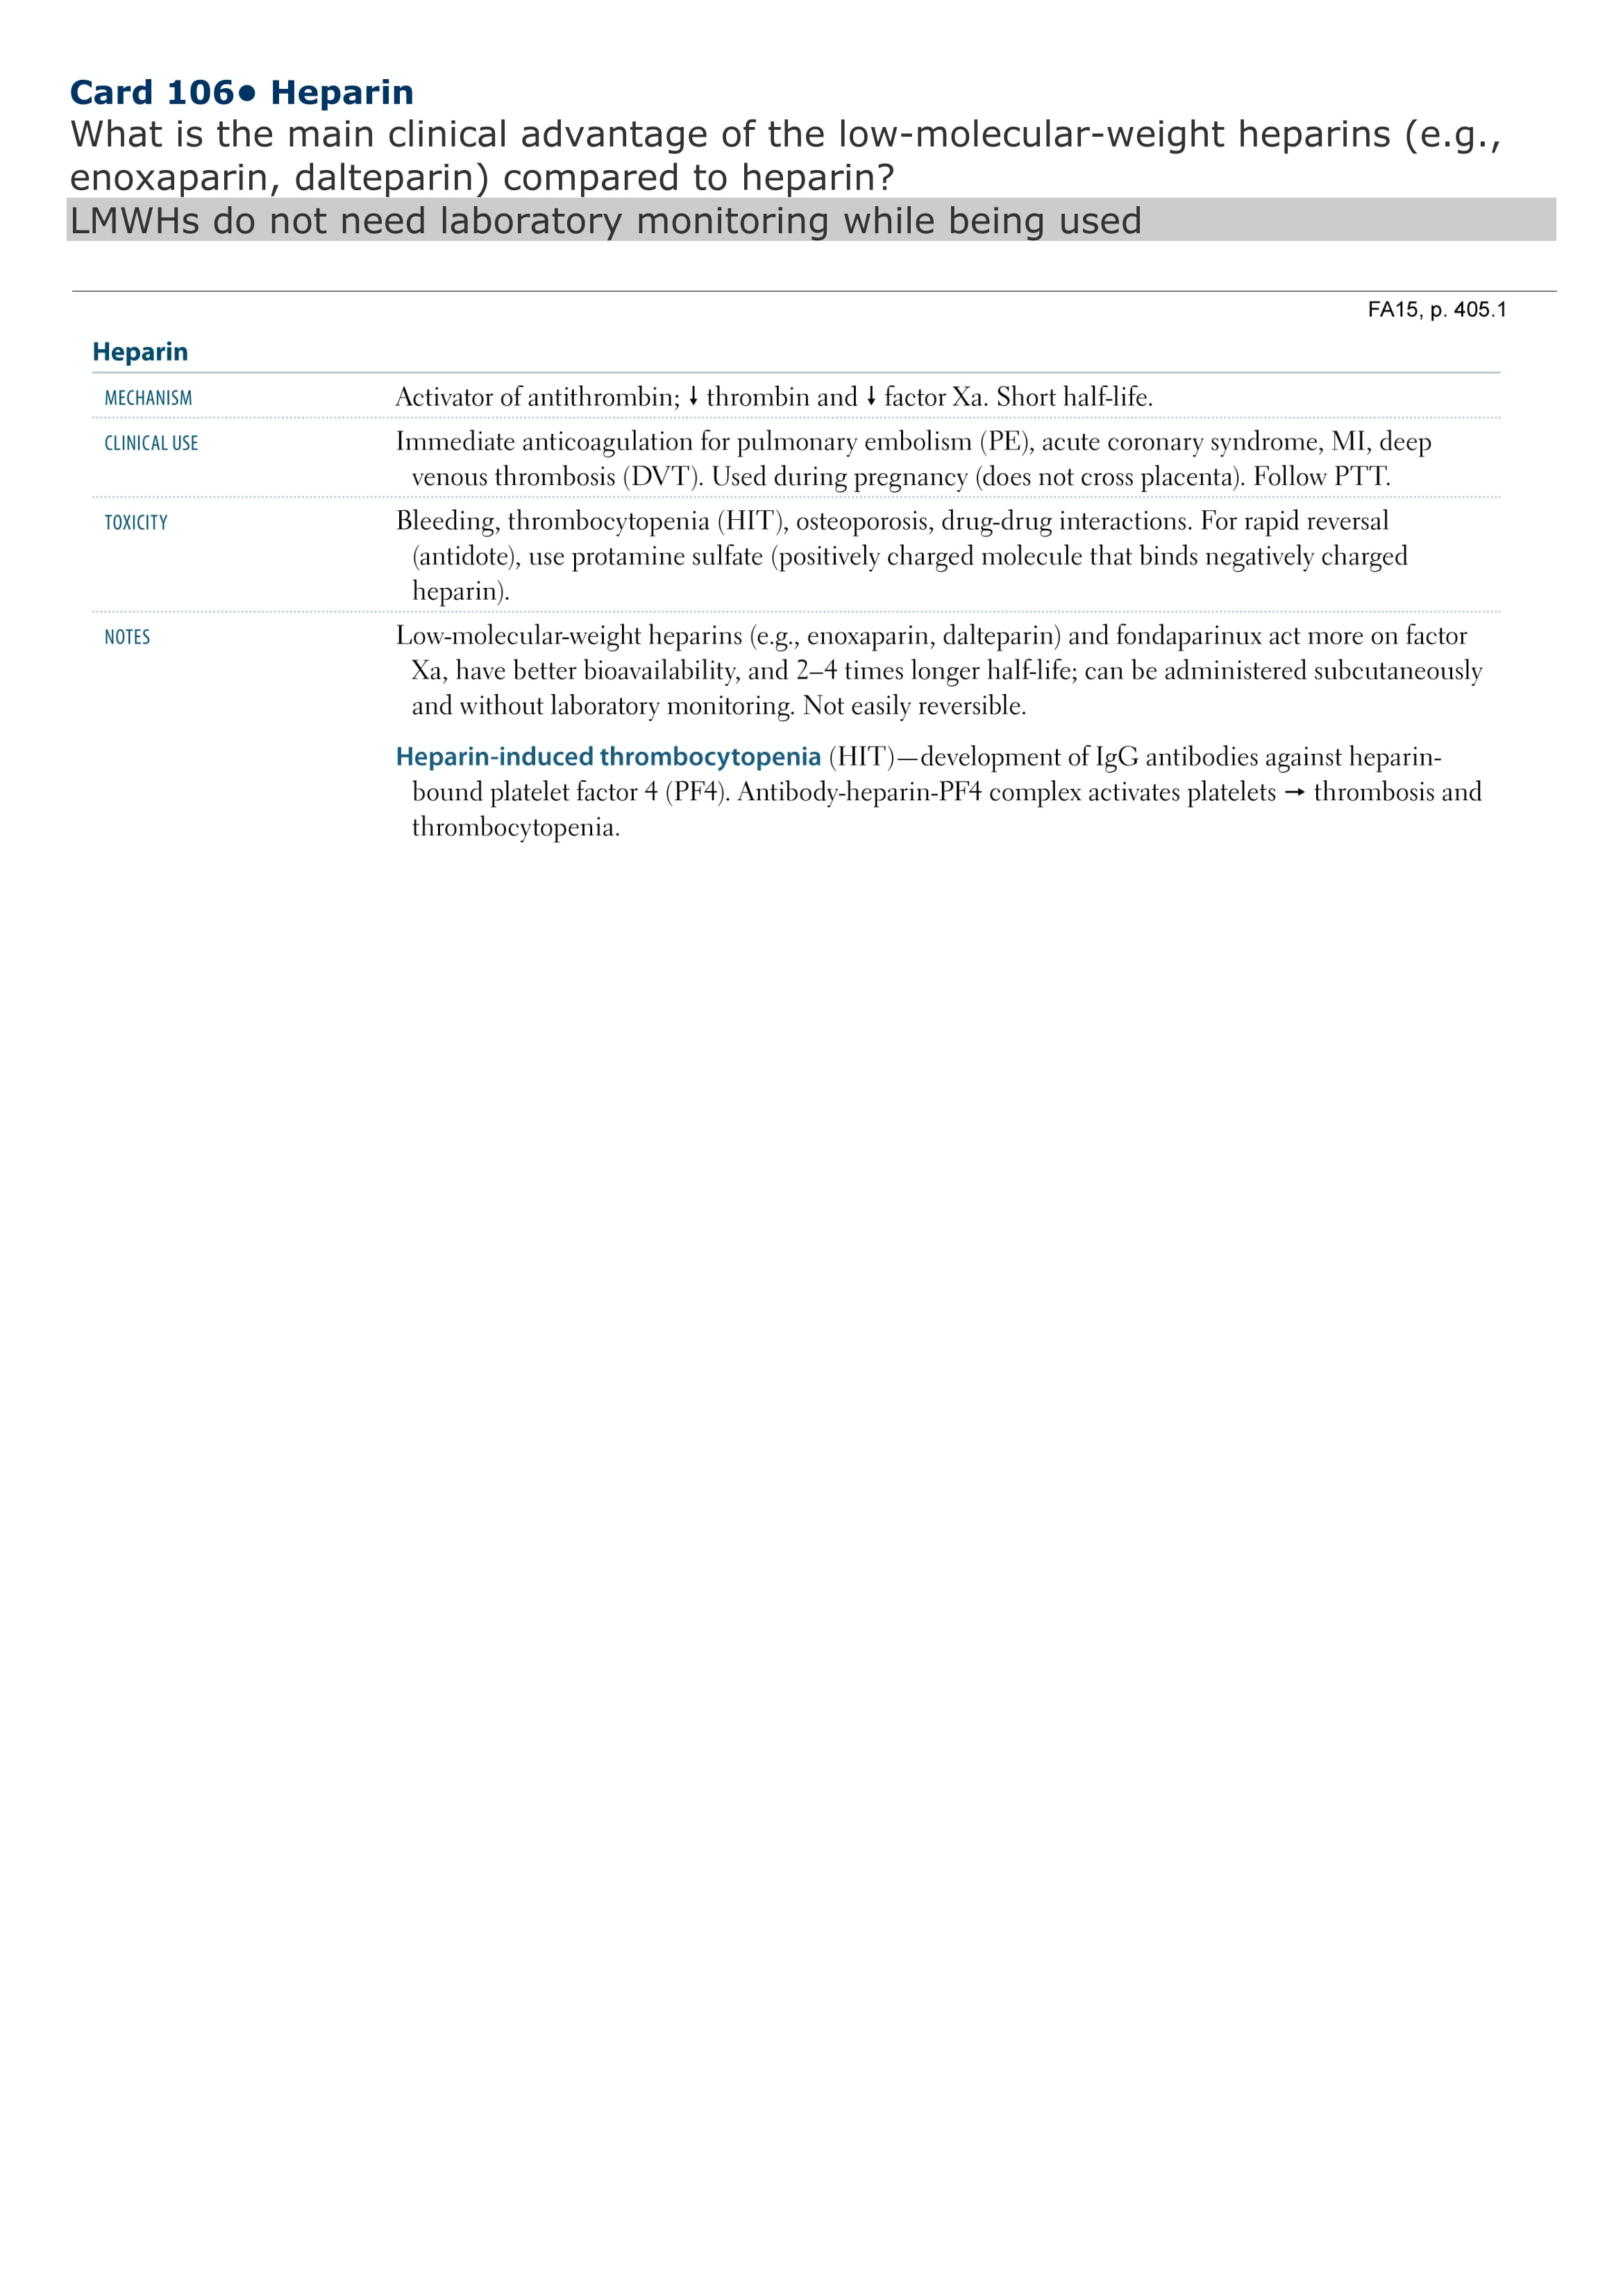 Card 106• Heparin
What is the main clinical advantage of the low-molecular-weight heparins (e.g.,
enoxaparin, dalteparin) compared to heparin?
LMWHs do not need laboratory monitoring while being used
FA15, p. 405.1
Heparin
MECHANISM Activator of antithrombin; ↓ thrombin and ↓ factor Xa. Short half-life.
CLINICAL USE Immediate anticoagulation for pulmonary embolism (PE), acute coronary syndrome, MI, deep
venous thrombosis (DVT). Used during pregnancy (does not cross placenta). Follow PTT.
TOXICITY Bleeding, thrombocytopenia (HIT), osteoporosis, drug-drug interactions. For rapid reversal
(antidote), use protamine sulfate (positively charged molecule that binds negatively charged
heparin).
NOTES Low-molecular-weight heparins (e.g., enoxaparin, dalteparin) and fondaparinux act more on factor
Xa, have better bioavailability, and 2–4 times longer half-life; can be administered subcutaneously
and without laboratory monitoring. Not easily reversible.
Heparin-induced thrombocytopenia (HIT)—development of IgG antibodies against heparin-
bound platelet factor 4 (PF4). Antibody-heparin-PF4 complex activates platelets → thrombosis and
thrombocytopenia.